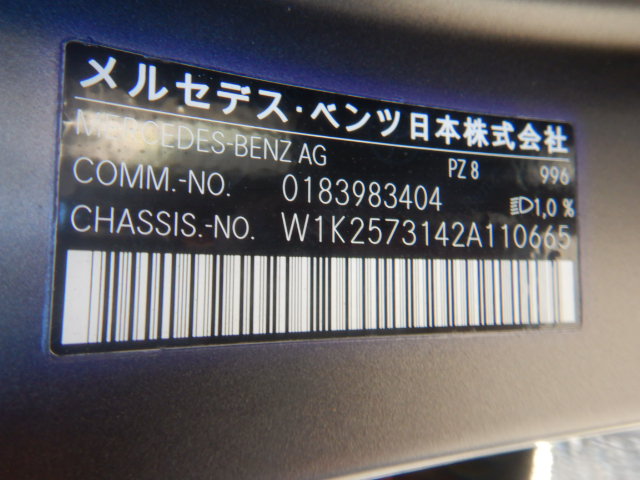 メルセデス・ベンツ日本株式会社
MERCEDES-BENZ AG PZ 8 996
COMM.-NO. 0183983404 1,0 %
CHASSIS.-NO. W1K2573142A110665